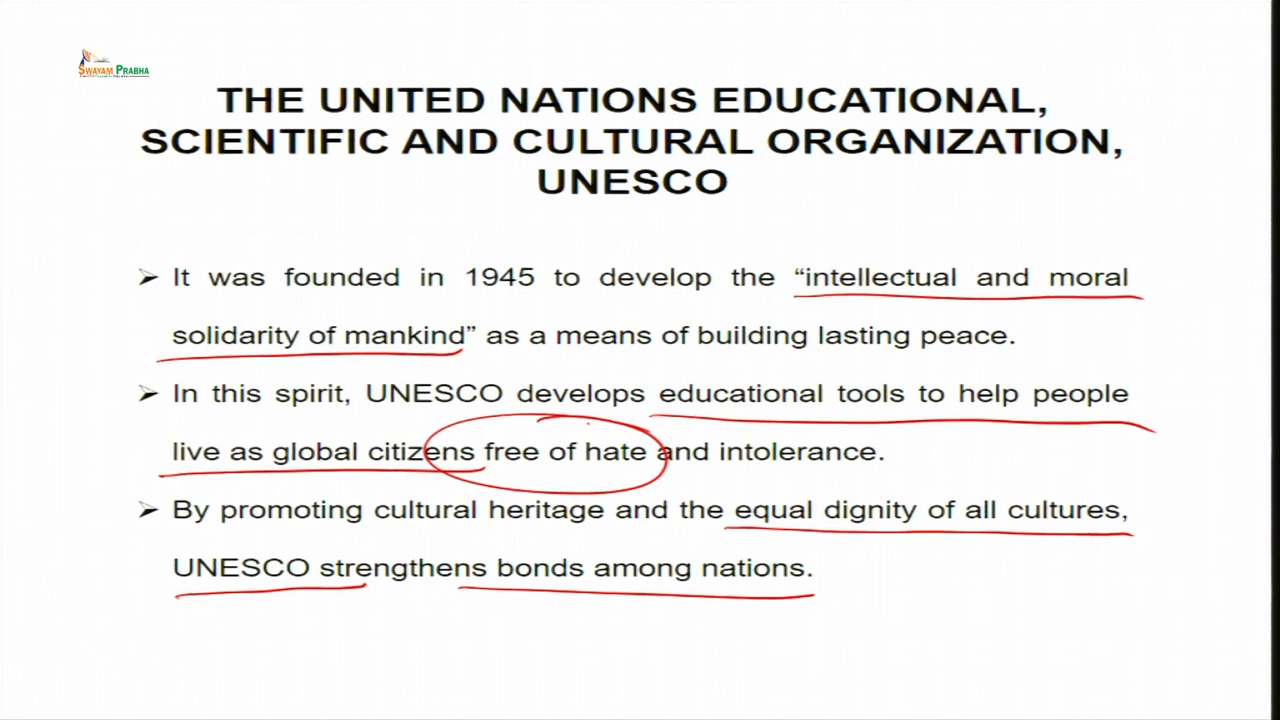 SWAYAM PRABHA
THE UNITED NATIONS EDUCATIONAL,
SCIENTIFIC AND CULTURAL ORGANIZATION,
UNESCO
➢ It was founded in 1945 to develop the “intellectual and moral
solidarity of mankind” as a means of building lasting peace.
➢ In this spirit, UNESCO develops educational tools to help people
live as global citizens free of hate and intolerance.
➢ By promoting cultural heritage and the equal dignity of all cultures,
UNESCO strengthens bonds among nations.